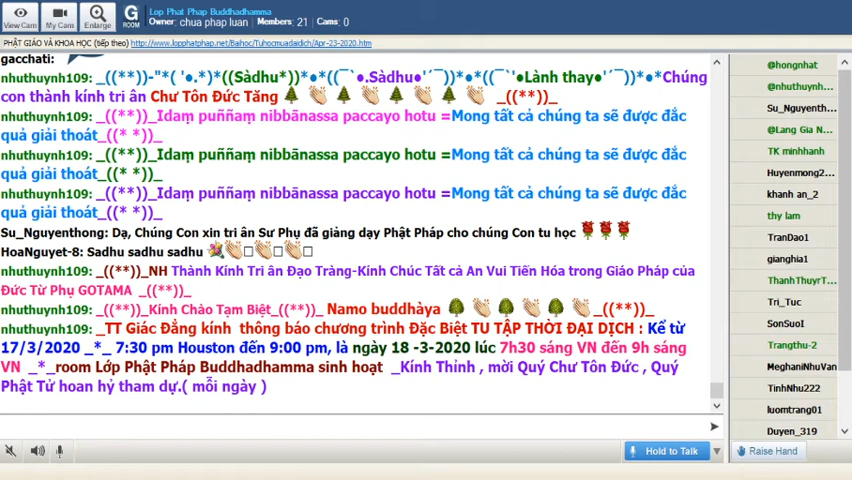 Lop Phat Phap Buddhadhamma
Owner: chua phap luan Members: 21 Cams: 0
View Cam My Cam Enlarge G ROOM
PHẬT GIÁO VÀ KHOA HỌC (tiếp theo) http://www.lopphatphap.net/Baihoc/Tuhocmuadaidich/Apr-23-2020.htm
gacchati:
nhuthuynh109: _((**))-"*( '●.*)*((Sàdhu*))*●*((¯`●.Sàdhu●'´¯))*●*((¯`'●Lành thay●'´¯))*●*Chúng
con thành kính tri ân Chư Tôn Đức Tăng _((**))_
nhuthuynh109: _((**))_Idaṃ puññaṃ nibbānassa paccayo hotu =Mong tất cả chúng ta sẽ được đắc
quả giải thoát_((* *))_
nhuthuynh109: _((**))_Idaṃ puññaṃ nibbānassa paccayo hotu =Mong tất cả chúng ta sẽ được đắc
quả giải thoát_((* *))_
nhuthuynh109: _((**))_Idaṃ puññaṃ nibbānassa paccayo hotu =Mong tất cả chúng ta sẽ được đắc
quả giải thoát_((* *))_
Su_Nguyenthong: Dạ, Chúng Con xin tri ân Sư Phụ đã giảng dạy Phật Pháp cho chúng Con tu học
HoaNguyet-8: Sadhu sadhu sadhu
nhuthuynh109: _((**))_NH Thành Kính Tri ân Đạo Tràng-Kính Chúc Tất cả An Vui Tiến Hóa trong Giáo Pháp của
Đức Từ Phụ GOTAMA _((**))_
nhuthuynh109: _((**))_Kính Chào Tạm Biệt_((**))_ Namo buddhàya _((**))_
nhuthuynh109: _TT Giác Đẳng kính thông báo chương trình Đặc Biệt TU TẬP THỜI ĐẠI DỊCH : Kể từ
17/3/2020 _*_ 7:30 pm Houston đến 9:00 pm, là ngày 18 -3-2020 lúc 7h30 sáng VN đến 9h sáng
VN _*_room Lớp Phật Pháp Buddhadhamma sinh hoạt _Kính Thỉnh , mời Quý Chư Tôn Đức , Quý
Phật Tử hoan hỷ tham dự.( mỗi ngày )
@hongnhat
@nhuthuynh...
Su_Nguyenth...
@Lang Gia N...
TK minhhanh
Huyenmong2...
khanh an_2
thy lam
TranDao1
gianghia1
ThanhThuyrT...
Tri_Tuc
SonSuoI
Trangthu-2
MeghaniNhuVan
TinhNhu222
luomtrang01
Duyen_319
Hold to Talk
Raise Hand